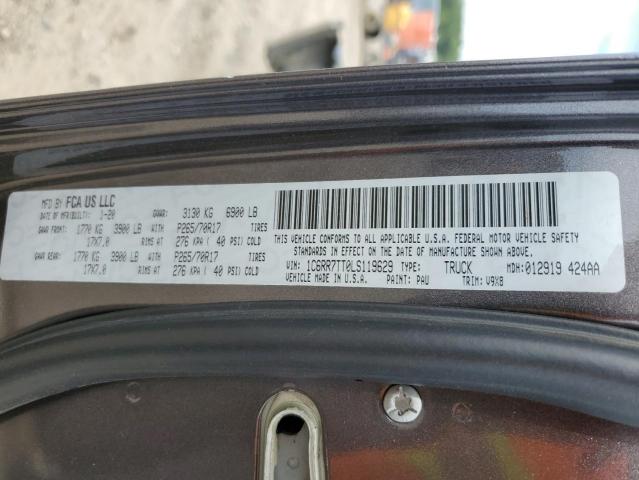 MFD BY FCA US LLC
DATE OF MFR(BUILT): 1-20 GVWR: 3130 KG 6900 LB
GAWR FRONT: 1770 KG 3900 LB WITH P265/70R17 TIRES
17X7.0 RIMS AT 276 KPA ( 40 PSI) COLD
GAWR REAR: 1770 KG 3900 LB WITH P265/70R17 TIRES
17X7.0 RIMS AT 276 KPA ( 40 PSI) COLD
THIS VEHICLE CONFORMS TO ALL APPLICABLE U.S.A. FEDERAL MOTOR VEHICLE SAFETY
STANDARDS IN EFFECT ON THE DATE OF MANUFACTURE SHOWN ABOVE.
VIN: 1C6RR7TT0LS119629 TYPE: TRUCK MDH: 012919 424AA
VEHICLE MADE IN U.S.A. PAINT: PAU TRIM: V9X8